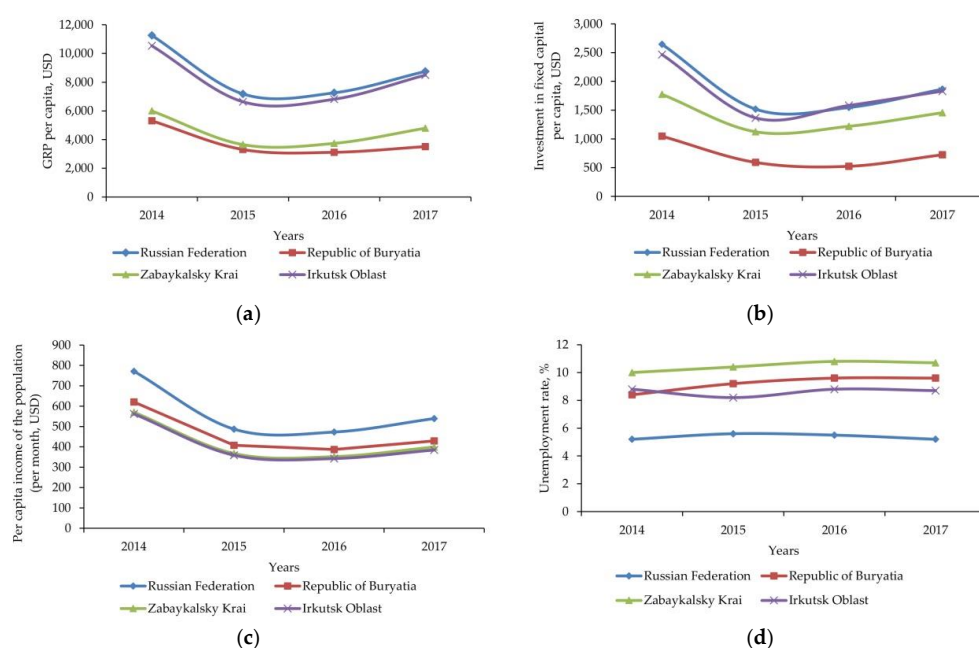 GRP per capita, USD
12,000
10,000
8,000
6,000
4,000
2,000
0
2014 2015 2016 2017
Years
Russian Federation Republic of Buryatia
Zabaykalsky Krai Irkutsk Oblast
(a)
Investment in fixed capital
per capita, USD
3,000
2,500
2,000
1,500
1,000
500
0
2014 2015 2016 2017
Years
Russian Federation Republic of Buryatia
Zabaykalsky Krai Irkutsk Oblast
(b)
Per capita income of the population
(per month, USD)
900
800
700
600
500
400
300
200
100
0
2014 2015 2016 2017
Years
Russian Federation Republic of Buryatia
Zabaykalsky Krai Irkutsk Oblast
(c)
Unemployment rate, %
12
10
8
6
4
2
0
2014 2015 2016 2017
Years
Russian Federation Republic of Buryatia
Zabaykalsky Krai Irkutsk Oblast
(d)